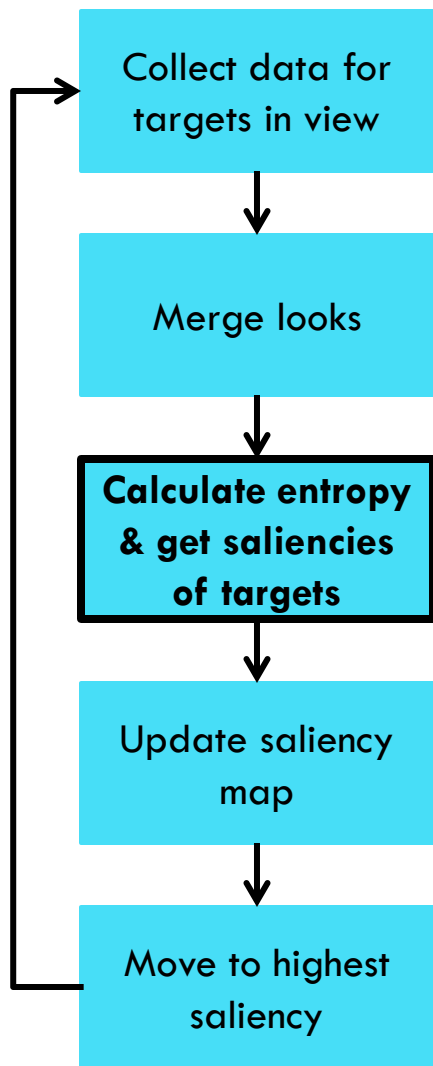 Collect data for
targets in view
Merge looks
Calculate entropy
& get saliencies
of targets
Update saliency
map
Move to highest
saliency